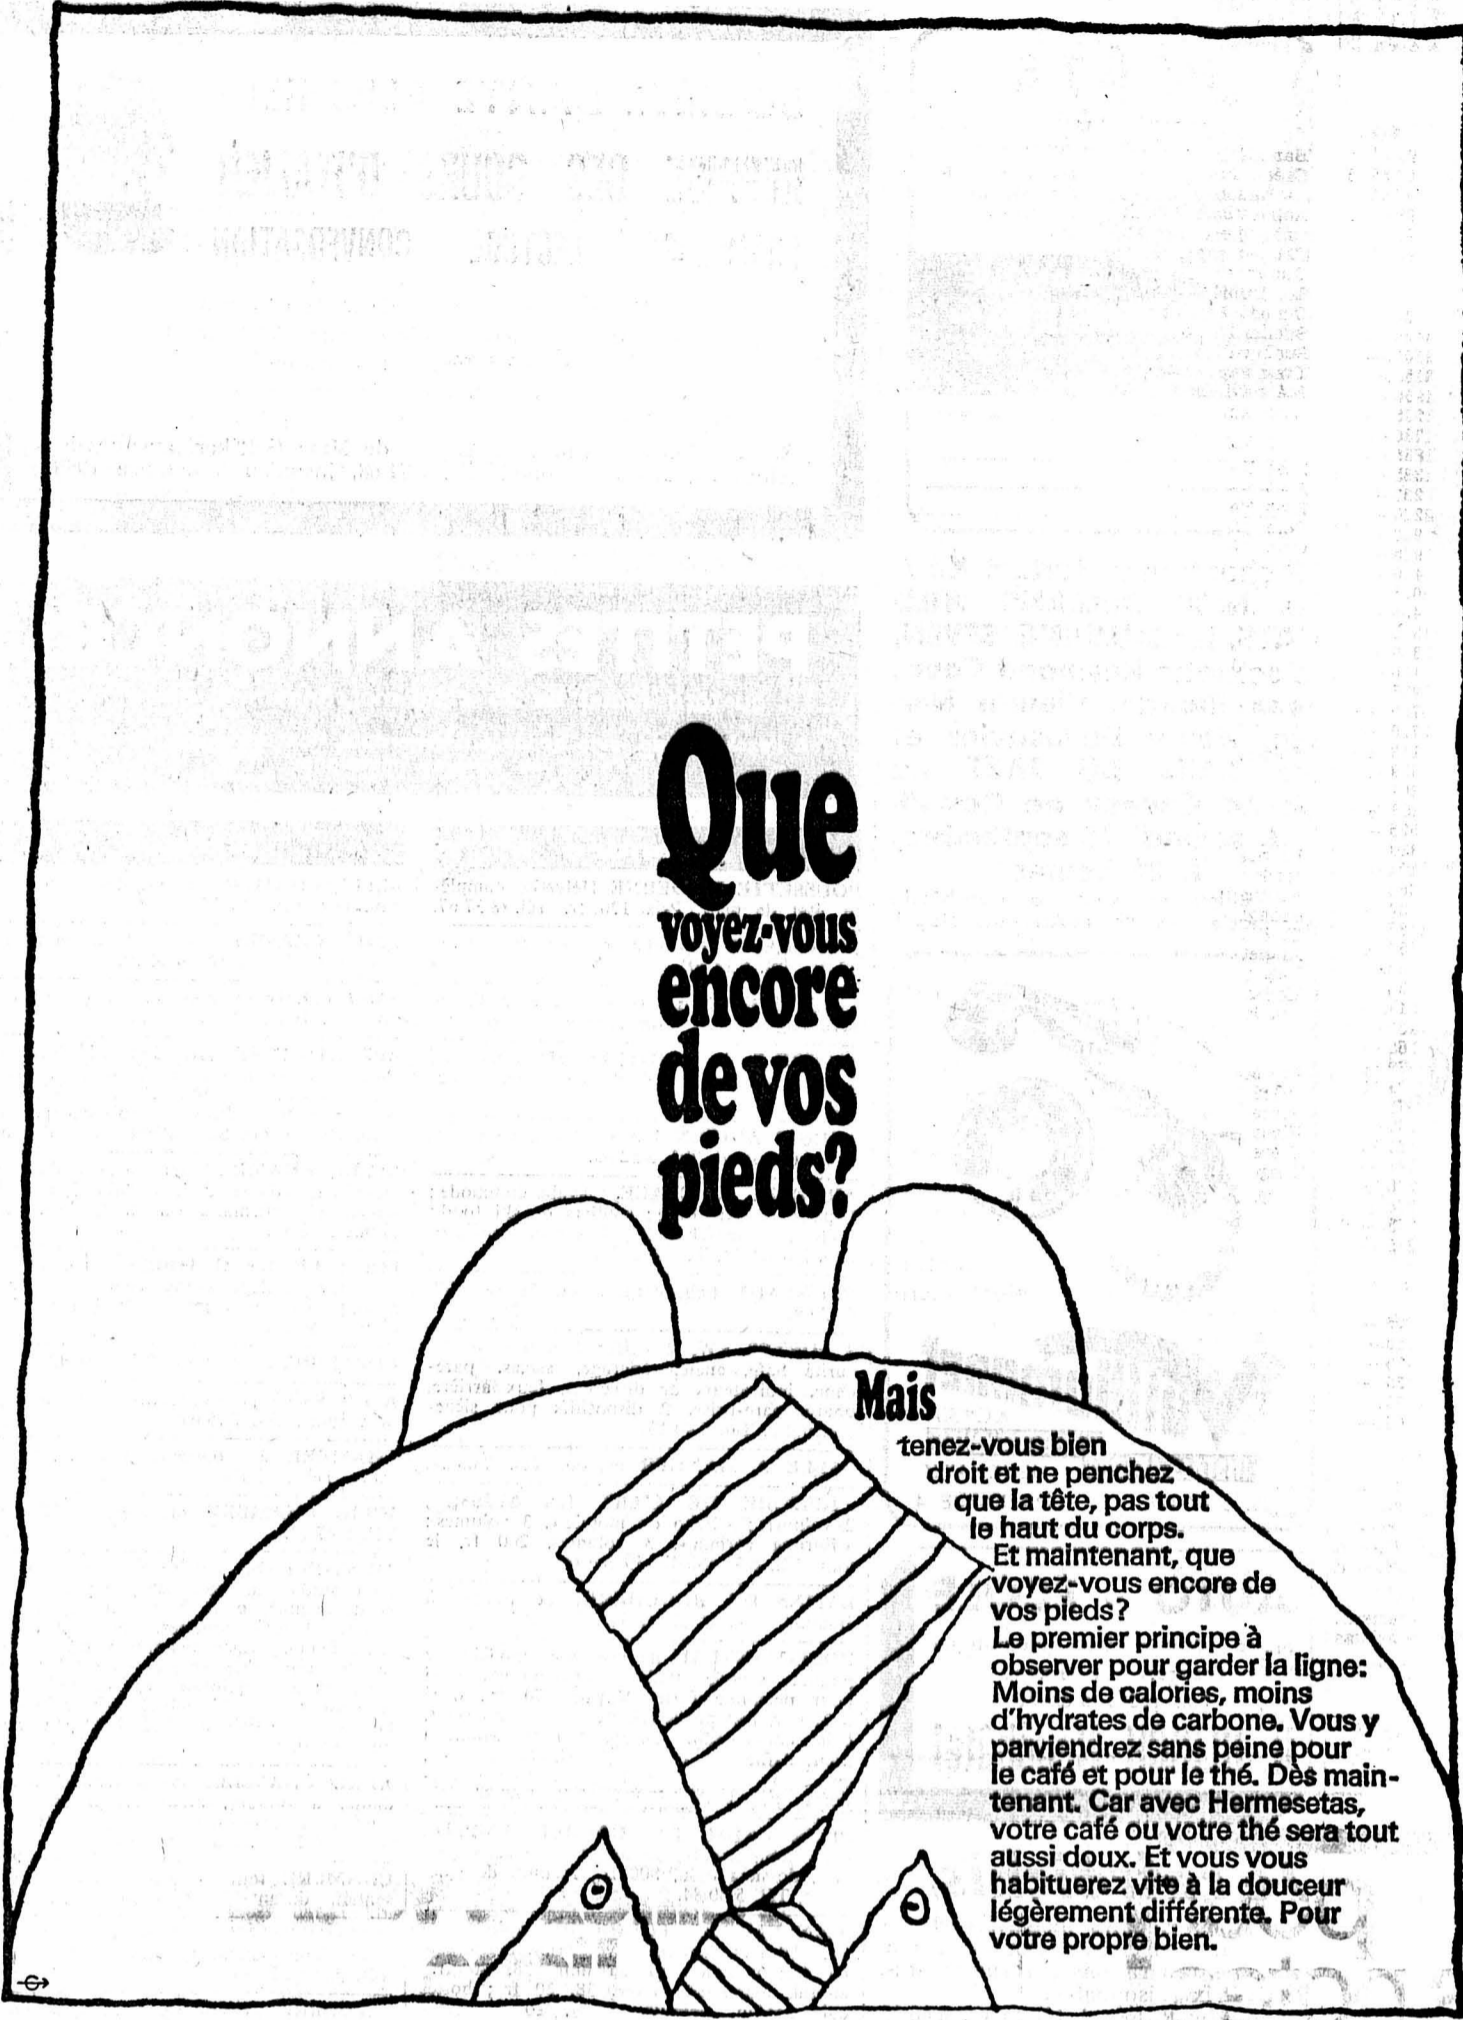 Que
voyez-vous
encore
de vos
pieds?
Mais
tenez-vous bien
droit et ne penchez
que la tête, pas tout
le haut du corps.
Et maintenant, que
voyez-vous encore de
vos pieds?
Le premier principe à
observer pour garder la ligne:
Moins de calories, moins
d'hydrates de carbone. Vous y
parviendrez sans peine pour
le café et pour le thé. Dès main-
tenant. Car avec Hermesetas,
votre café ou votre thé sera tout
aussi doux. Et vous vous
habituerez vite à la douceur
légèrement différente. Pour
votre propre bien.